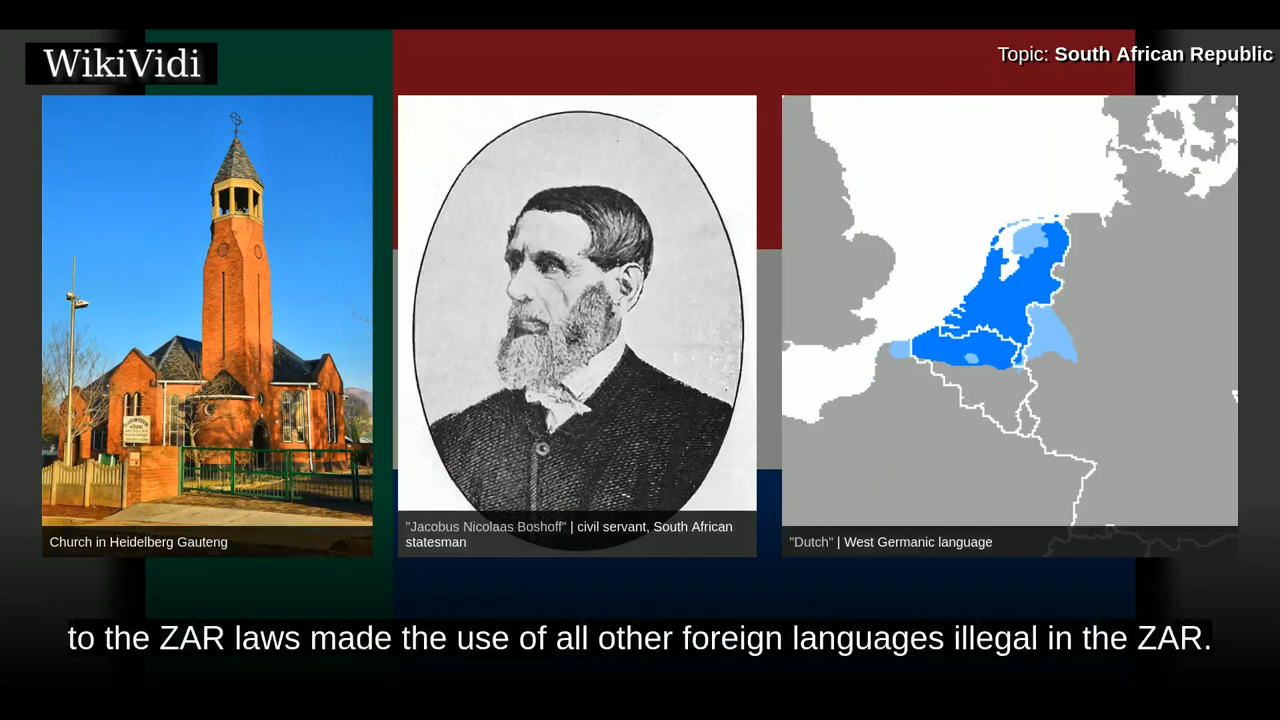 WikiVidi
Topic: South African Republic
Church in Heidelberg Gauteng
"Jacobus Nicolaas Boshoff" | civil servant, South African
statesman
"Dutch" | West Germanic language
to the ZAR laws made the use of all other foreign languages illegal in the ZAR.